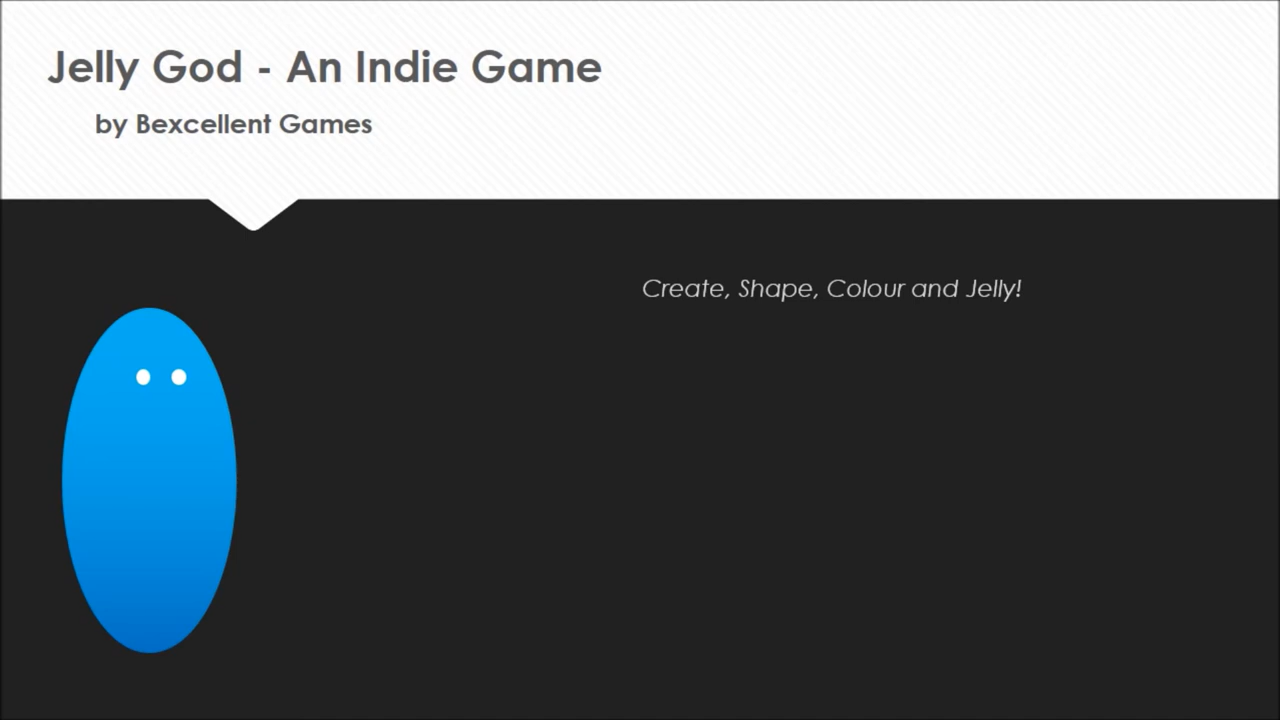 Jelly God - An Indie Game
by Bexcellent Games
Create, Shape, Colour and Jelly!